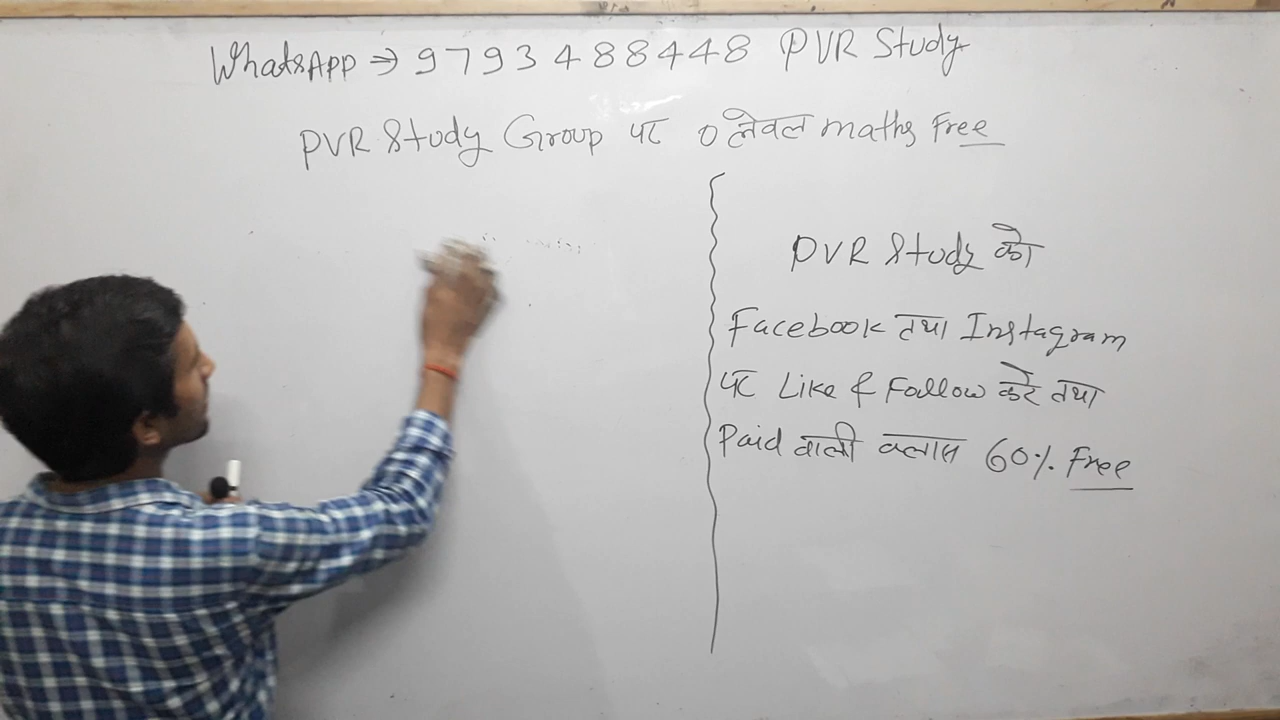 WhatsAPP ⇒ 9793488448 PVR Study
PVR Study Group पर 0 लेवल maths Free
PVR Study को
Facebook तथा Instagram
पर Like & Follow करे तथा
Paid वाली क्लास 60% Free